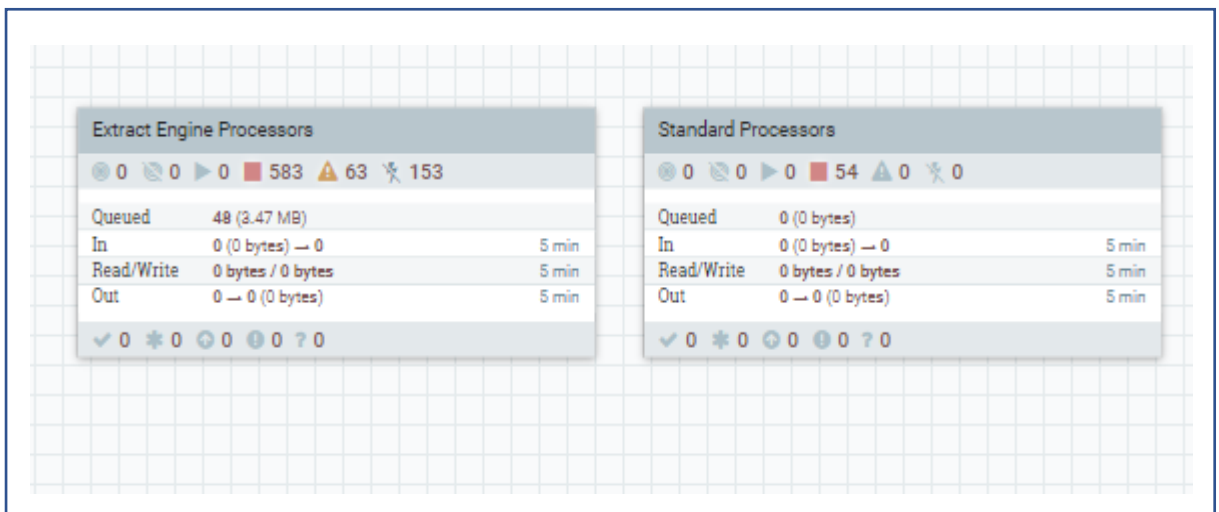 Extract Engine Processors
0 0 0 583 63 153
Queued 48 (3.47 MB)
In 0 (0 bytes) → 0 5 min
Read/Write 0 bytes / 0 bytes 5 min
Out 0 → 0 (0 bytes) 5 min
0 0 0 0 ? 0
Standard Processors
0 0 0 54 0 0
Queued 0 (0 bytes)
In 0 (0 bytes) → 0 5 min
Read/Write 0 bytes / 0 bytes 5 min
Out 0 → 0 (0 bytes) 5 min
0 0 0 0 ? 0